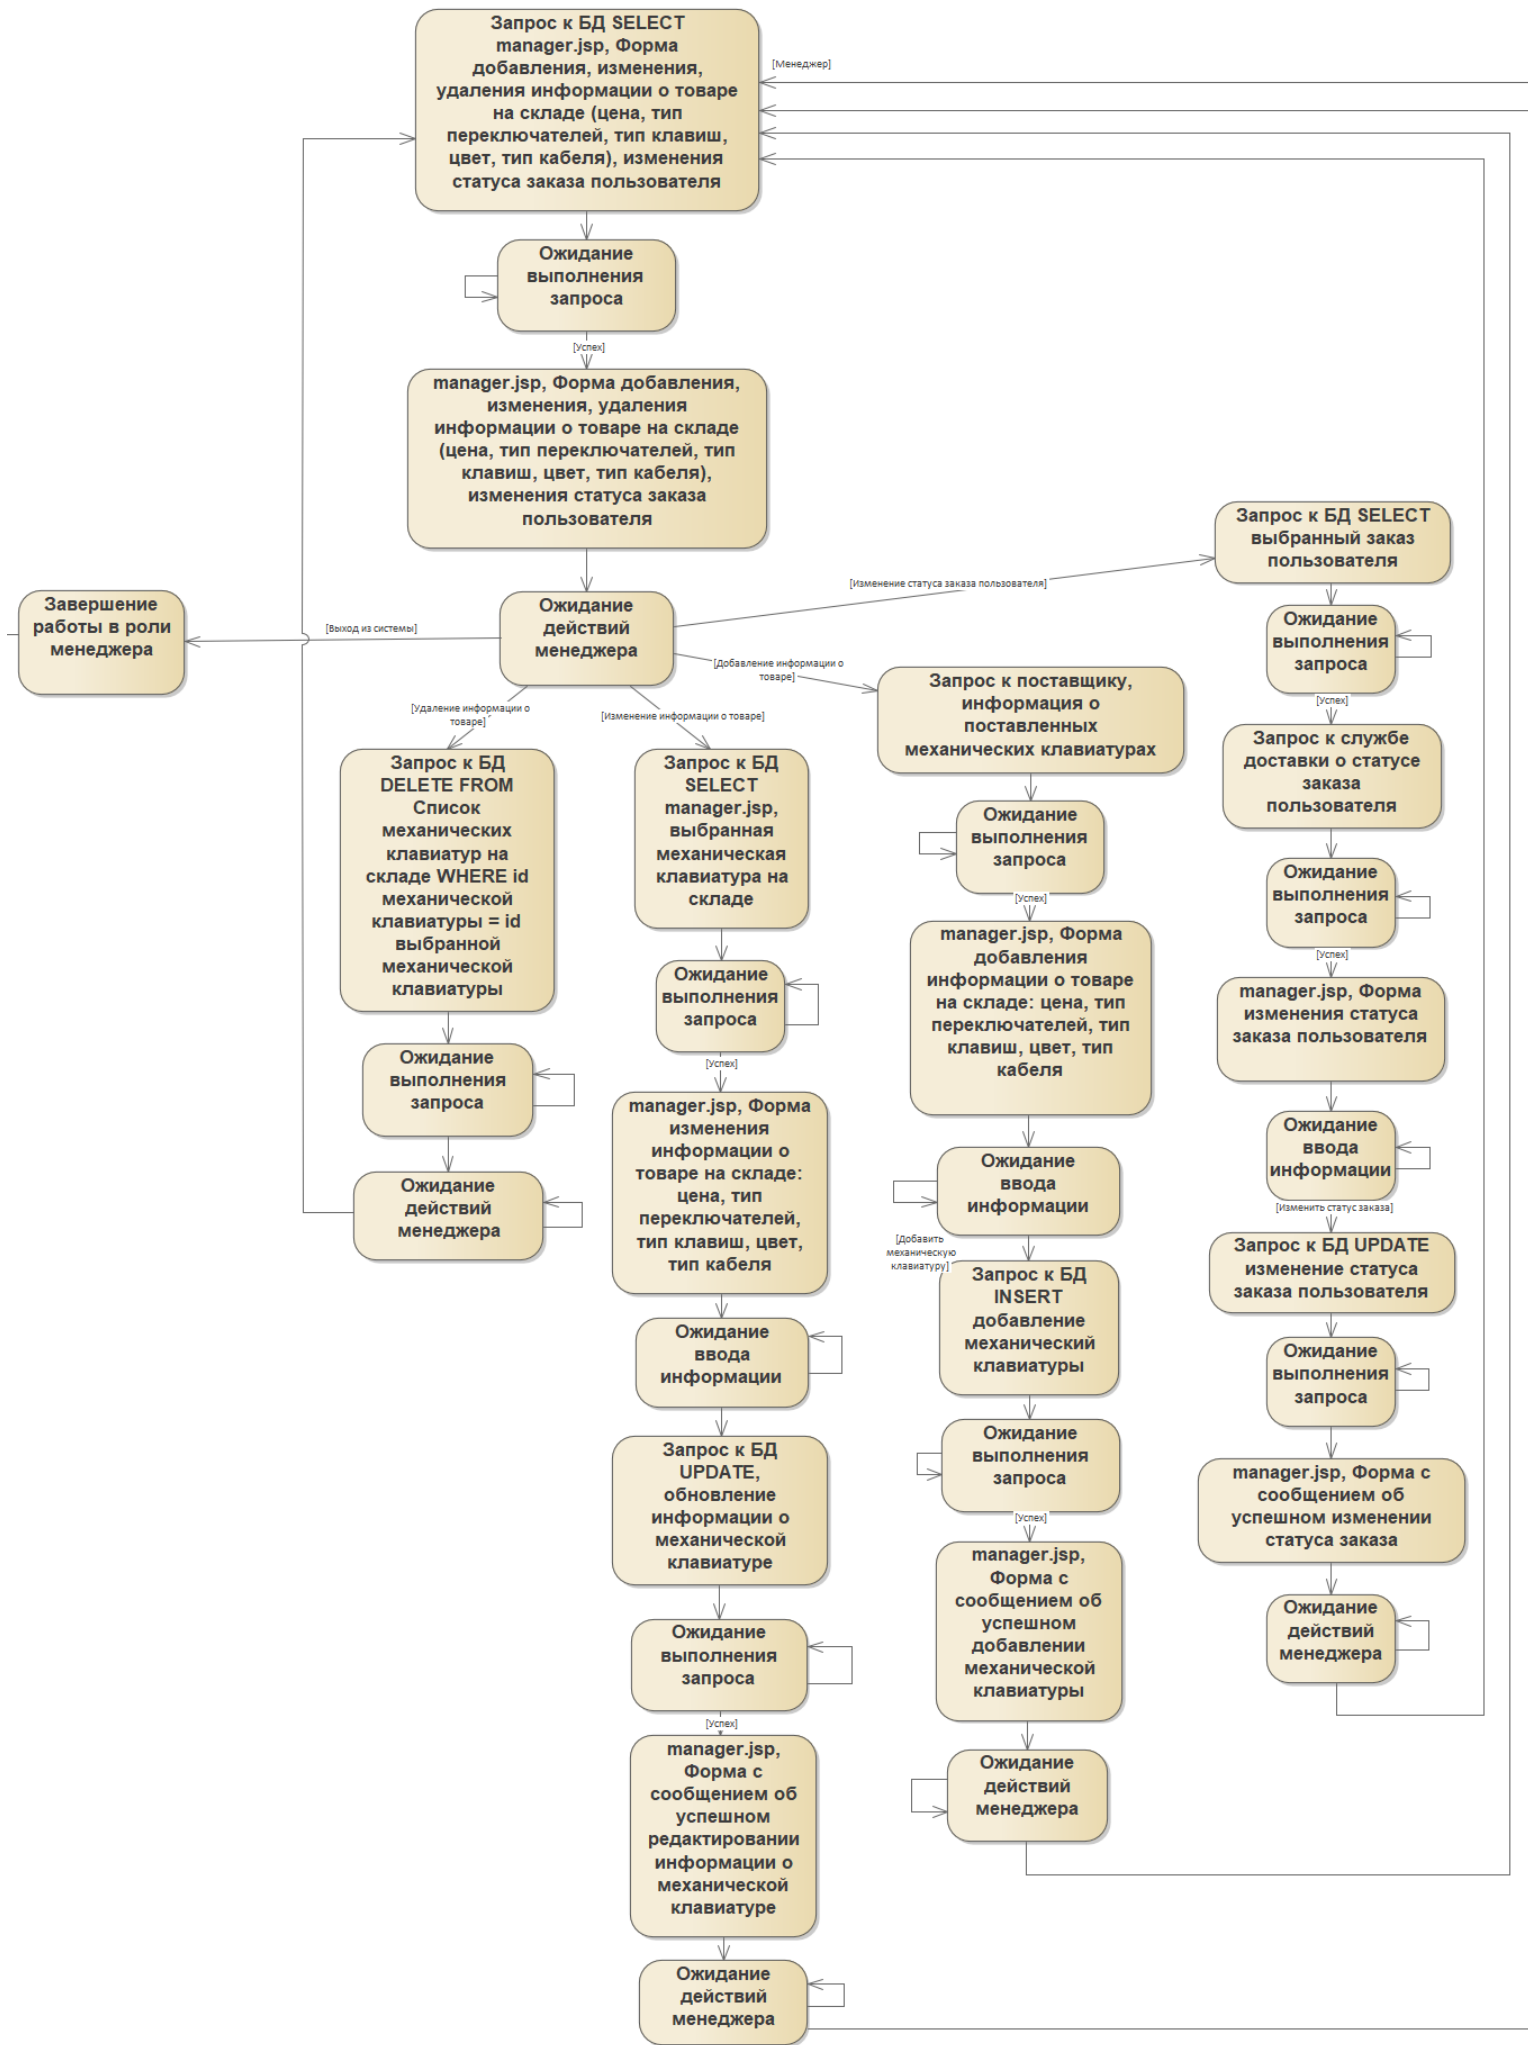 Запрос к БД SELECT
manager.jsp, Форма
добавления, изменения,
удаления информации о товаре
на складе (цена, тип
переключателей, тип клавиш,
цвет, тип кабеля), изменения
статуса заказа пользователя
[Менеджер]
Ожидание
выполнения
запроса
[Успех]
manager.jsp, Форма добавления,
изменения, удаления
информации о товаре на складе
(цена, тип переключателей, тип
клавиш, цвет, тип кабеля),
изменения статуса заказа
пользователя
Ожидание
действий
менеджера
[Выход из системы]
Завершение
работы в роли
менеджера
[Изменение статуса заказа пользователя]
[Добавление информации о
товаре]
[Удаление информации о
товаре]
[Изменение информации о товаре]
Запрос к БД
DELETE FROM
Список
механических
клавиатур на
складе WHERE id
механической
клавиатуры = id
выбранной
механической
клавиатуры
Ожидание
выполнения
запроса
Ожидание
действий
менеджера
Запрос к БД
SELECT
manager.jsp,
выбранная
механическая
клавиатура на
складе
Ожидание
выполнения
запроса
[Успех]
manager.jsp, Форма
изменения
информации о
товаре на складе:
цена, тип
переключателей,
тип клавиш, цвет,
тип кабеля
Ожидание
ввода
информации
Запрос к БД
UPDATE,
обновление
информации о
механической
клавиатуре
Ожидание
выполнения
запроса
[Успех]
manager.jsp,
Форма с
сообщением об
успешном
редактировании
информации о
механической
клавиатуре
Ожидание
действий
менеджера
Запрос к поставщику,
информация о
поставленных
механических клавиатурах
Ожидание
выполнения
запроса
[Успех]
manager.jsp, Форма
добавления
информации о товаре
на складе: цена, тип
переключателей, тип
клавиш, цвет, тип
кабеля
Ожидание
ввода
информации
[Добавить
механическую
клавиатуру]
Запрос к БД
INSERT
добавление
механический
клавиатуры
Ожидание
выполнения
запроса
[Успех]
manager.jsp,
Форма с
сообщением об
успешном
добавлении
механической
клавиатуры
Ожидание
действий
менеджера
Запрос к БД SELECT
выбранный заказ
пользователя
Ожидание
выполнения
запроса
[Успех]
Запрос к службе
доставки о статусе
заказа
пользователя
Ожидание
выполнения
запроса
[Успех]
manager.jsp, Форма
изменения статуса
заказа пользователя
Ожидание
ввода
информации
[Изменить статус заказа]
Запрос к БД UPDATE
изменение статуса
заказа пользователя
Ожидание
выполнения
запроса
manager.jsp, Форма с
сообщением об
успешном изменении
статуса заказа
Ожидание
действий
менеджера